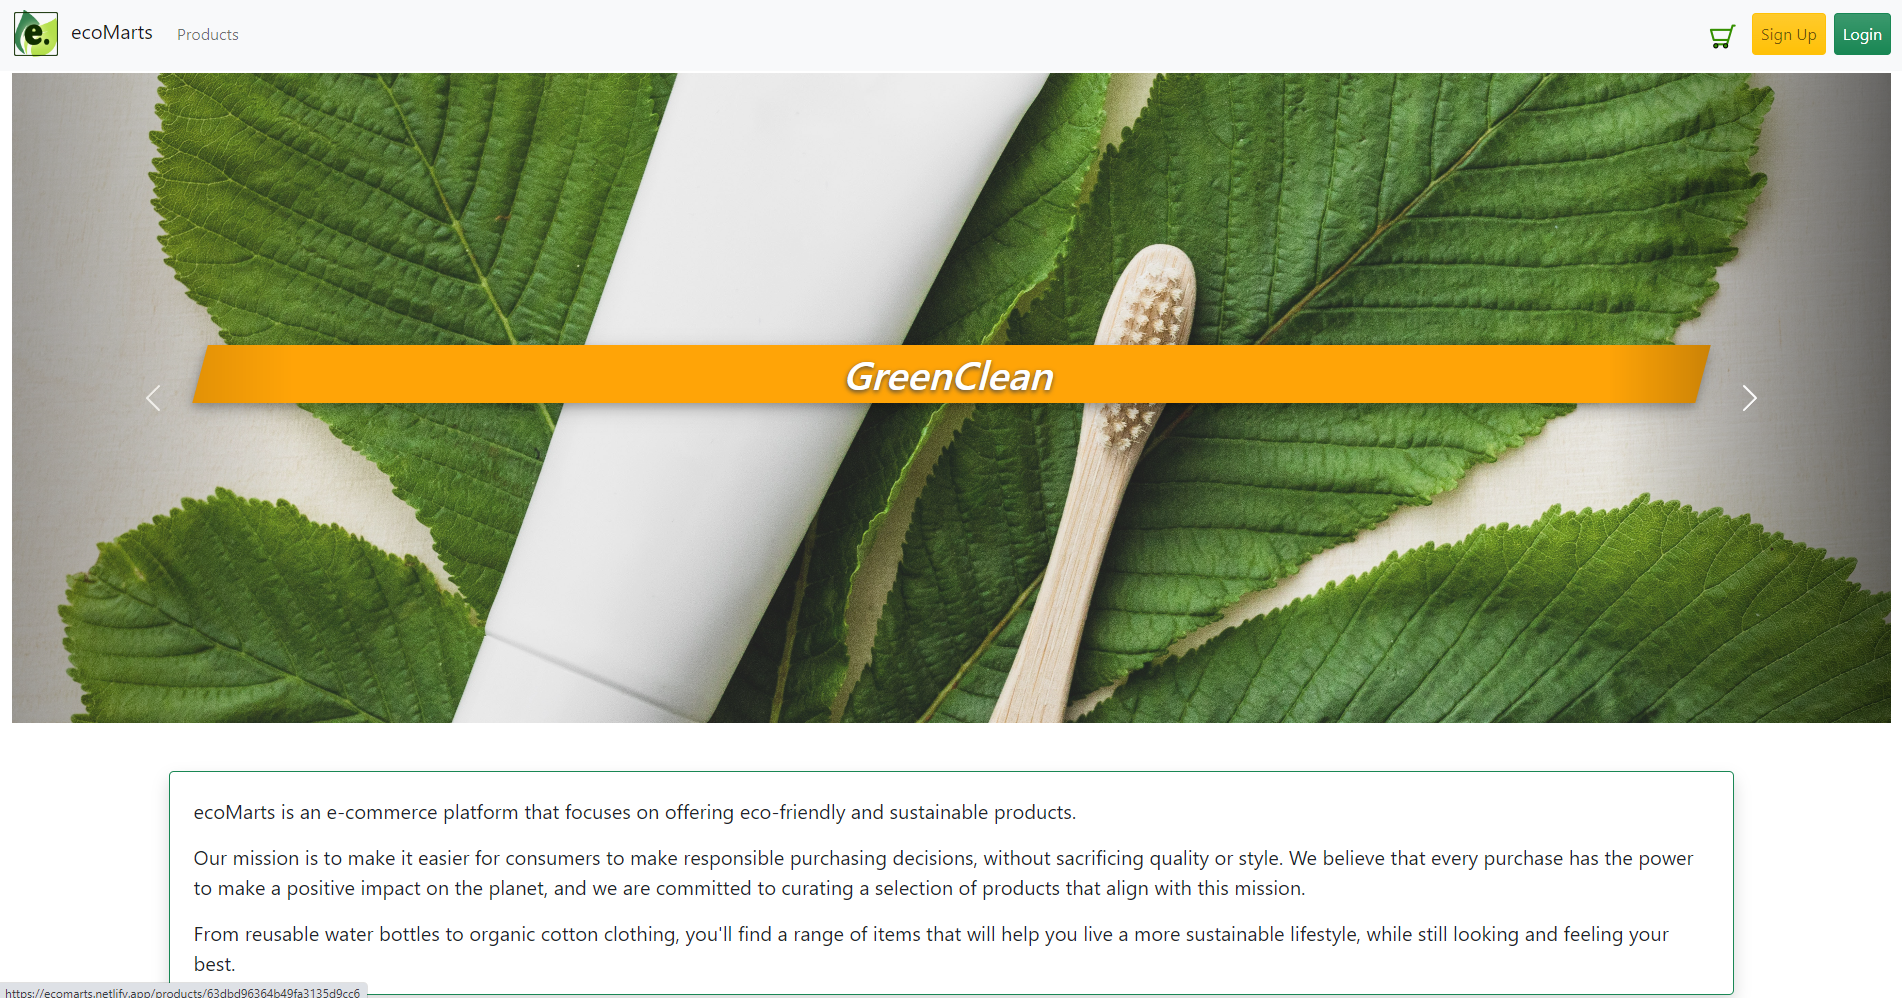 e.
ecoMarts
Products
Sign Up
Login
GreenClean
ecoMarts is an e-commerce platform that focuses on offering eco-friendly and sustainable products.
Our mission is to make it easier for consumers to make responsible purchasing decisions, without sacrificing quality or style. We believe that every purchase has the power
to make a positive impact on the planet, and we are committed to curating a selection of products that align with this mission.
From reusable water bottles to organic cotton clothing, you'll find a range of items that will help you live a more sustainable lifestyle, while still looking and feeling your
best.
https://ecomarts.netlify.app/products/63dbd96364b49fa3135d9cc6